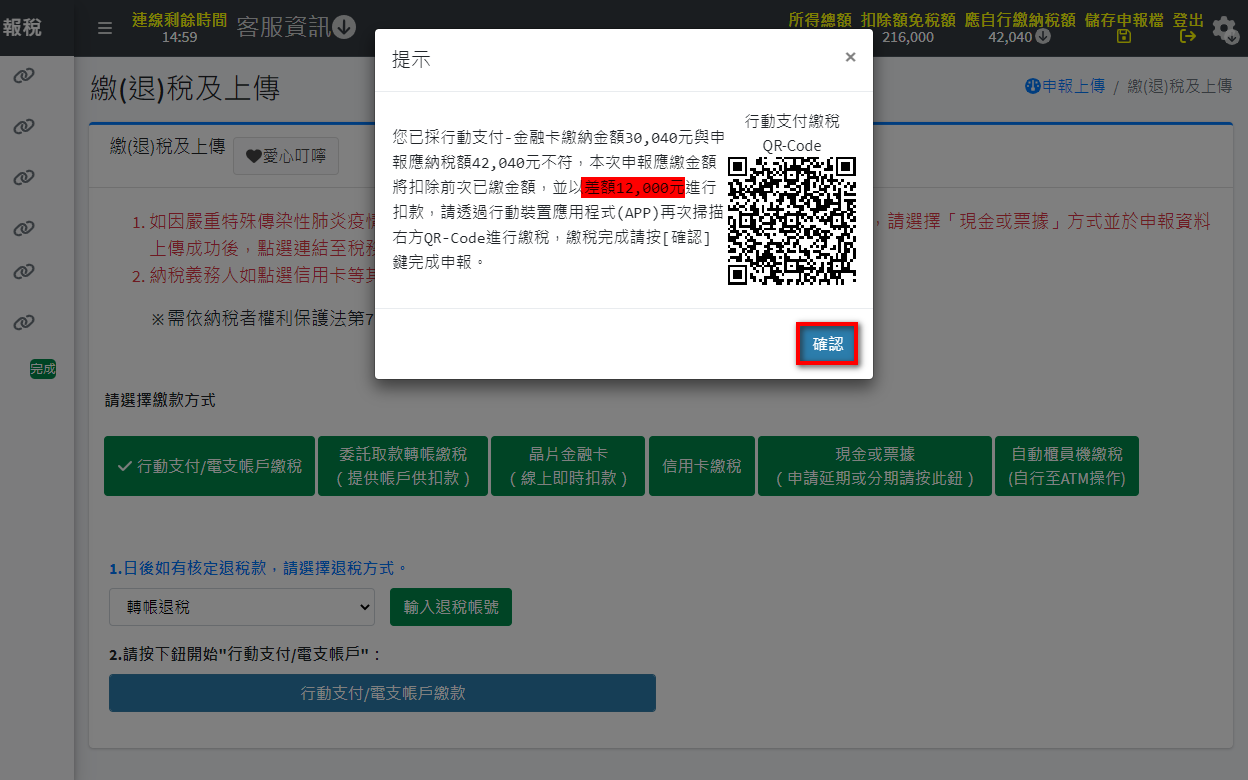 報稅
連線剩餘時間
14:59
客服資訊
所得總額
扣除額免稅額
216,000
應自行繳納稅額
42,040
儲存申報檔
登出
繳(退)稅及上傳
申報上傳 / 繳(退)稅及上傳
繳(退)稅及上傳
愛心叮嚀
1. 如因嚴重特殊傳染性肺炎疫情
，請選擇「現金或票據」方式並於申報資料
上傳成功後，點選連結至稅務
2. 納稅義務人如點選信用卡等其
※需依納稅者權利保護法第7
完成
提示
×
您已採行動支付-金融卡繳納金額30,040元與申
報應納稅額42,040元不符，本次申報應繳金額
將扣除前次已繳金額，並以差額12,000元進行
扣款，請透過行動裝置應用程式(APP)再次掃描
右方QR-Code進行繳稅，繳稅完成請按[確認]
鍵完成申報。
行動支付繳稅
QR-Code
確認
請選擇繳款方式
行動支付/電支帳戶繳稅
委託取款轉帳繳稅
( 提供帳戶供扣款 )
晶片金融卡
( 線上即時扣款 )
信用卡繳稅
現金或票據
( 申請延期或分期請按此鈕 )
自動櫃員機繳稅
(自行至ATM操作)
1.日後如有核定退稅款，請選擇退稅方式。
轉帳退稅
輸入退稅帳號
2.請按下鈕開始"行動支付/電支帳戶"：
行動支付/電支帳戶繳款